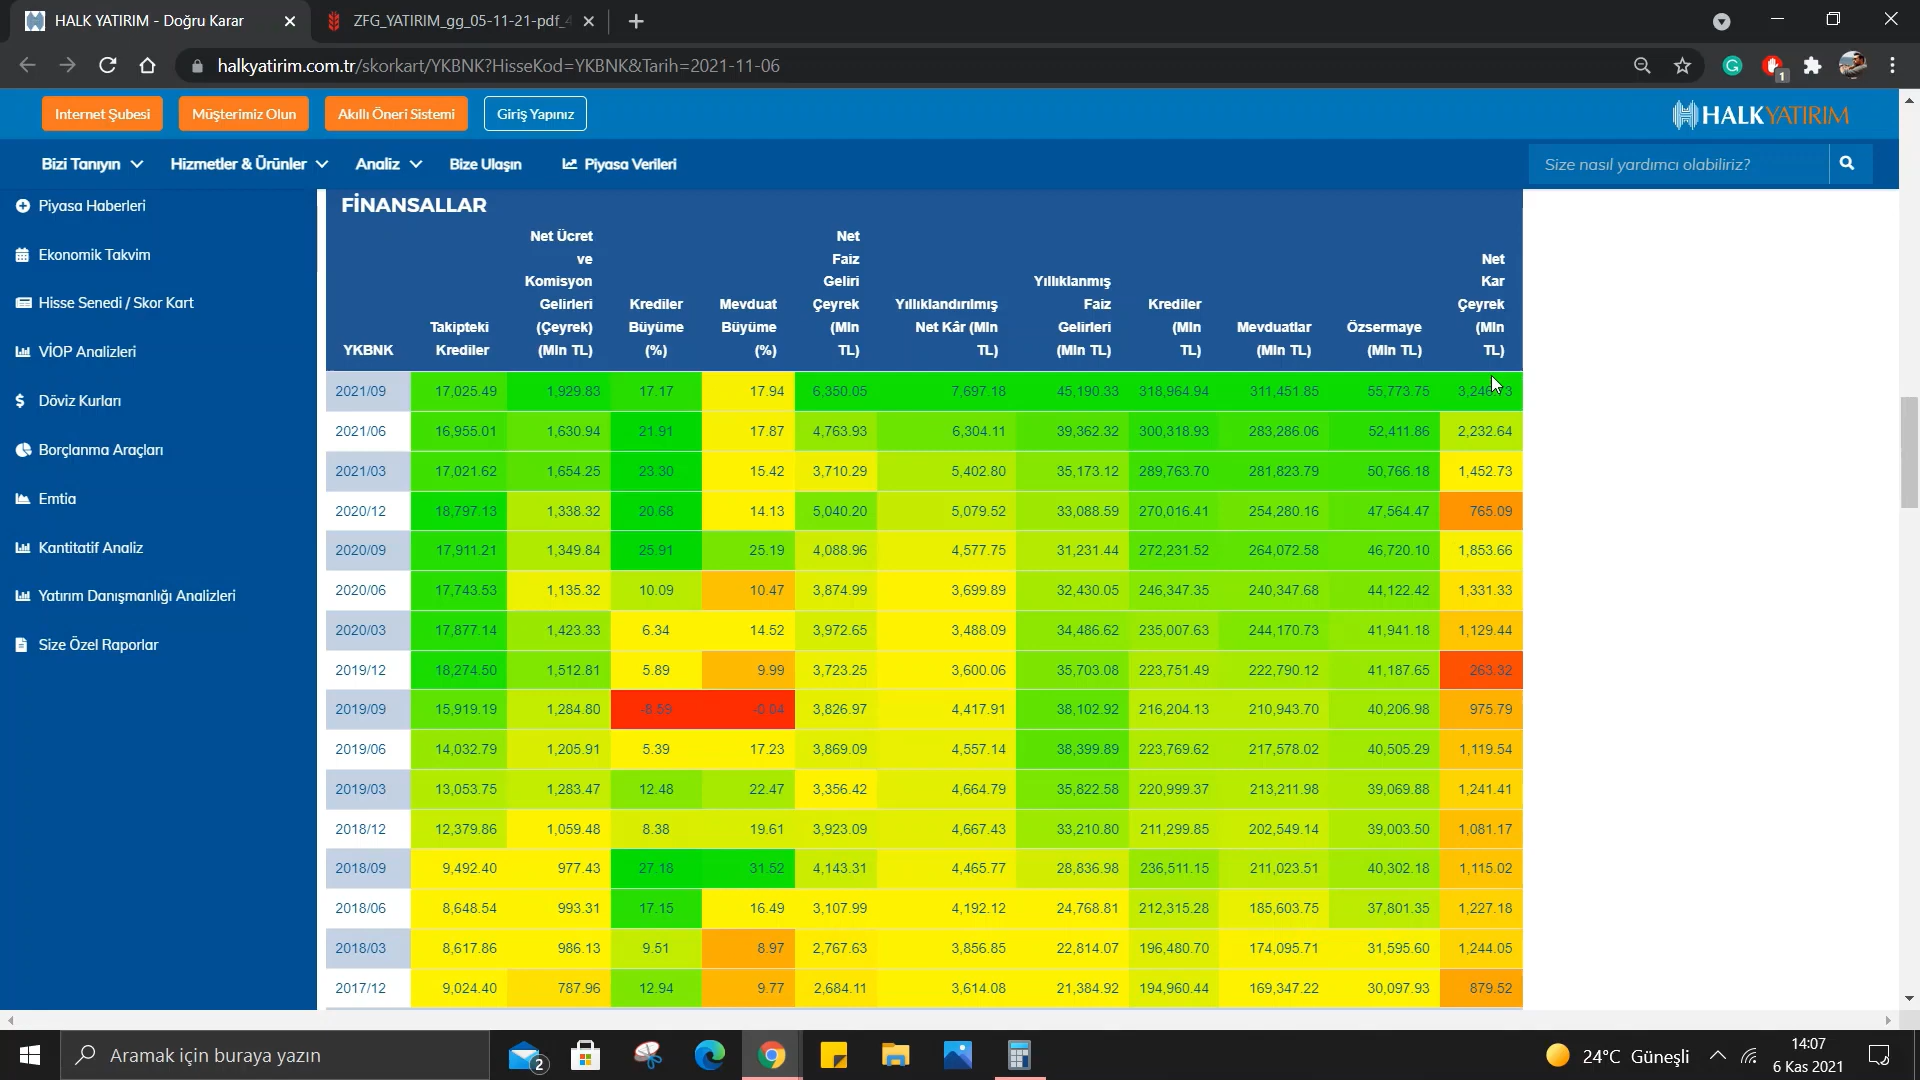 HALK YATIRIM - Doğru Karar
ZFG_YATIRIM_gg_05-11-21-pdf_4
halkyatirim.com.tr/skorkart/YKBNK?HisseKod=YKBNK&Tarih=2021-11-06
1
Internet Şubesi
Müşterimiz Olun
Akıllı Öneri Sistemi
Giriş Yapınız
HALKYATIRIM
Bizi Tanıyın
Hizmetler & Ürünler
Analiz
Bize Ulaşın
Piyasa Verileri
Size nasıl yardımcı olabiliriz?
Piyasa Haberleri
Ekonomik Takvim
Hisse Senedi / Skor Kart
VİOP Analizleri
Döviz Kurları
Borçlanma Araçları
Emtia
Kantitatif Analiz
Yatırım Danışmanlığı Analizleri
Size Özel Raporlar
FİNANSALLAR
YKBNK
Takipteki
Krediler
Net Ücret
ve
Komisyon
Gelirleri
(Çeyrek)
(Mln TL)
Krediler
Büyüme
(%)
Mevduat
Büyüme
(%)
Net
Faiz
Geliri
Çeyrek
(Mln
TL)
Yıllıklandırılmış
Net Kâr (Mln
TL)
Yıllıklanmış
Faiz
Gelirleri
(Mln TL)
Krediler
(Mln
TL)
Mevduatlar
(Mln TL)
Özsermaye
(Mln TL)
Net
Kar
Çeyrek
(Mln
TL)
2021/09 17,025.49 1,929.83 17.17 17.94 6,350.05 7,697.18 45,190.33 318,964.94 311,451.85 55,773.75
2021/06 16,955.01 1,630.94 21.91 17.87 4,763.93 6,304.11 39,362.32 300,318.93 283,286.06 52,411.86 2,232.64
2021/03 17,021.62 1,654.25 23.30 15.42 3,710.29 5,402.80 35,173.12 289,763.70 281,823.79 50,766.18 1,452.73
2020/12 18,797.13 1,338.32 20.68 14.13 5,040.20 5,079.52 33,088.59 270,016.41 254,280.16 47,564.47 765.09
2020/09 17,911.21 1,349.84 25.91 25.19 4,088.96 4,577.75 31,231.44 272,231.52 264,072.58 46,720.10 1,853.66
2020/06 17,743.53 1,135.32 10.09 10.47 3,874.99 3,699.89 32,430.05 246,347.35 240,347.68 44,122.42 1,331.33
2020/03 17,877.14 1,423.33 6.34 14.52 3,972.65 3,488.09 34,486.62 235,007.63 244,170.73 41,941.18 1,129.44
2019/12 18,274.50 1,512.81 5.89 9.99 3,723.25 3,600.06 35,703.08 223,751.49 222,790.12 41,187.65 263.32
2019/09 15,919.19 1,284.80 -8.59 -0.04 3,826.97 4,417.91 38,102.92 216,204.13 210,943.70 40,206.98 975.79
2019/06 14,032.79 1,205.91 5.39 17.23 3,869.09 4,557.14 38,399.89 223,769.62 217,578.02 40,505.29 1,119.54
2019/03 13,053.75 1,283.47 12.48 22.47 3,356.42 4,664.79 35,822.58 220,999.37 213,211.98 39,069.88 1,241.41
2018/12 12,379.86 1,059.48 8.38 19.61 3,923.09 4,667.43 33,210.80 211,299.85 202,549.14 39,003.50 1,081.17
2018/09 9,492.40 977.43 27.18 31.52 4,143.31 4,465.77 28,836.98 236,511.15 211,023.51 40,302.18 1,115.02
2018/06 8,648.54 993.31 17.15 16.49 3,107.99 4,192.12 24,768.81 212,315.28 185,603.75 37,801.35 1,227.18
2018/03 8,617.86 986.13 9.51 8.97 2,767.63 3,856.85 22,814.07 196,480.70 174,095.71 31,595.60 1,244.05
2017/12 9,024.40 787.96 12.94 9.77 2,684.11 3,614.08 21,384.92 194,960.44 169,347.22 30,097.93 879.52
Aramak için buraya yazın
2
24°C Güneşli
14:07
6 Kas 2021